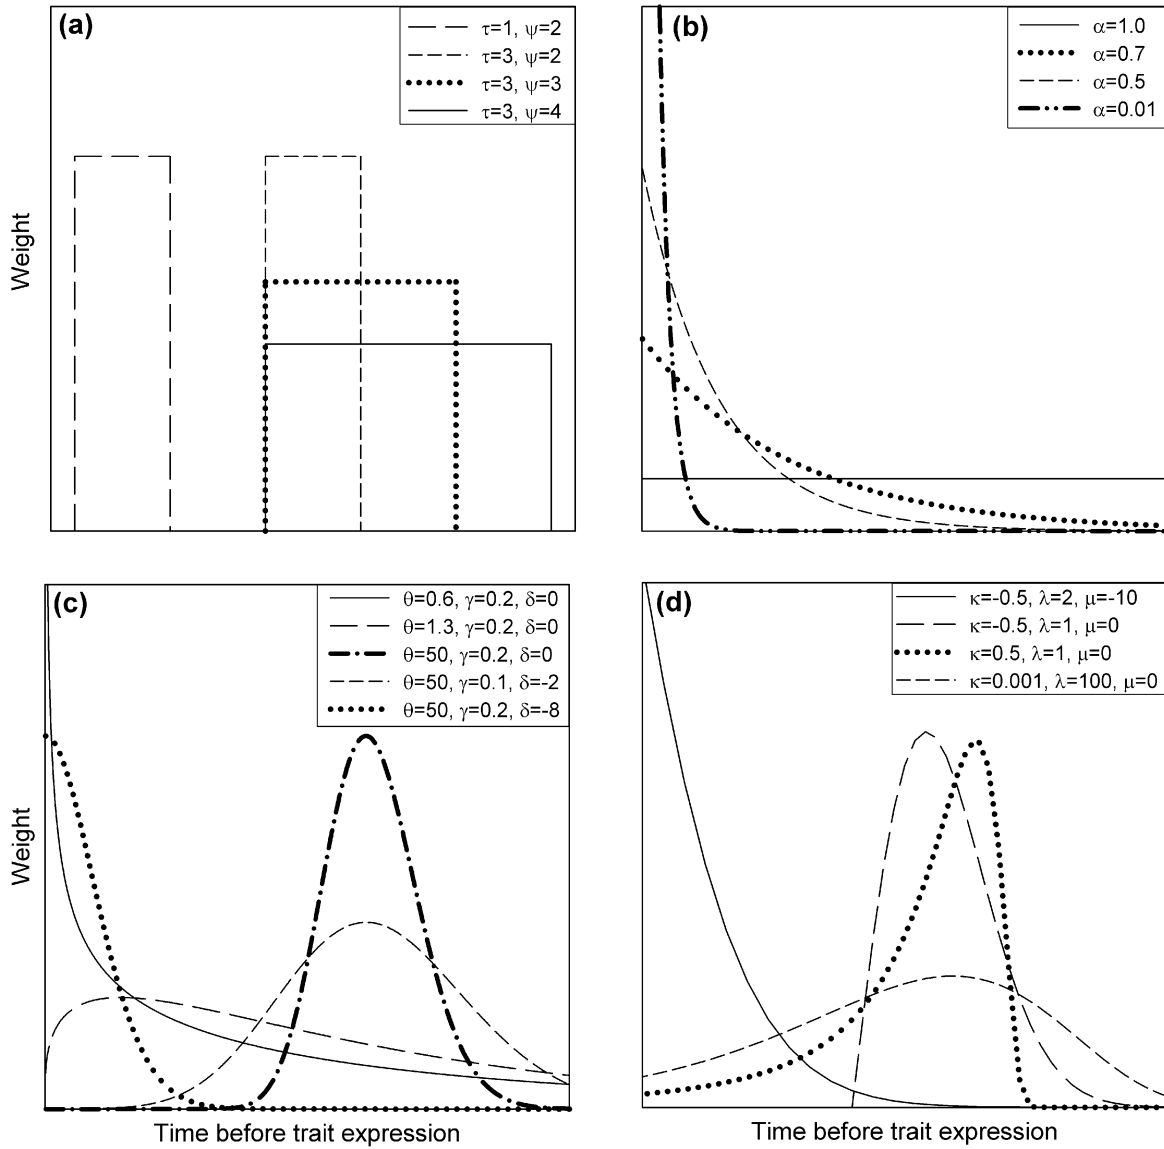 (a)
τ=1, ψ=2
τ=3, ψ=2
τ=3, ψ=3
τ=3, ψ=4
Weight
(b)
α=1.0
α=0.7
α=0.5
α=0.01
(c)
θ=0.6, γ=0.2, δ=0
θ=1.3, γ=0.2, δ=0
θ=50, γ=0.2, δ=0
θ=50, γ=0.1, δ=-2
θ=50, γ=0.2, δ=-8
Weight
Time before trait expression
(d)
κ=-0.5, λ=2, μ=-10
κ=-0.5, λ=1, μ=0
κ=0.5, λ=1, μ=0
κ=0.001, λ=100, μ=0
Time before trait expression